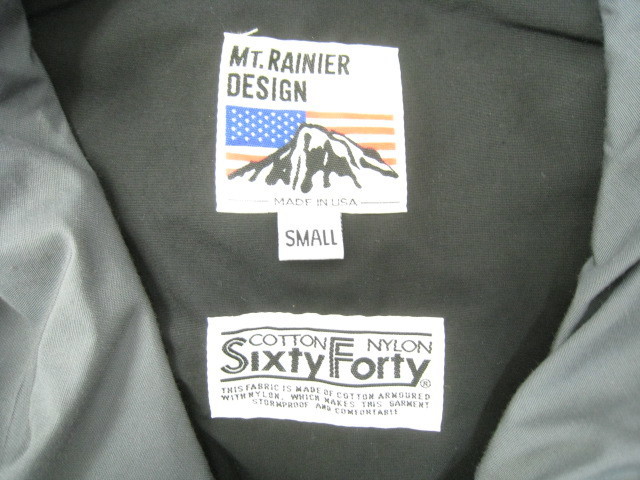 MT.RAINIER
DESIGN
MADE IN USA
SMALL
COTTON NYLON
SixtyForty®
THIS FABRIC IS MADE OF COTTON ARMOURED
WITH NYLON, WHICH MAKES THIS GARMENT
STORMPROOF AND COMFORTABLE